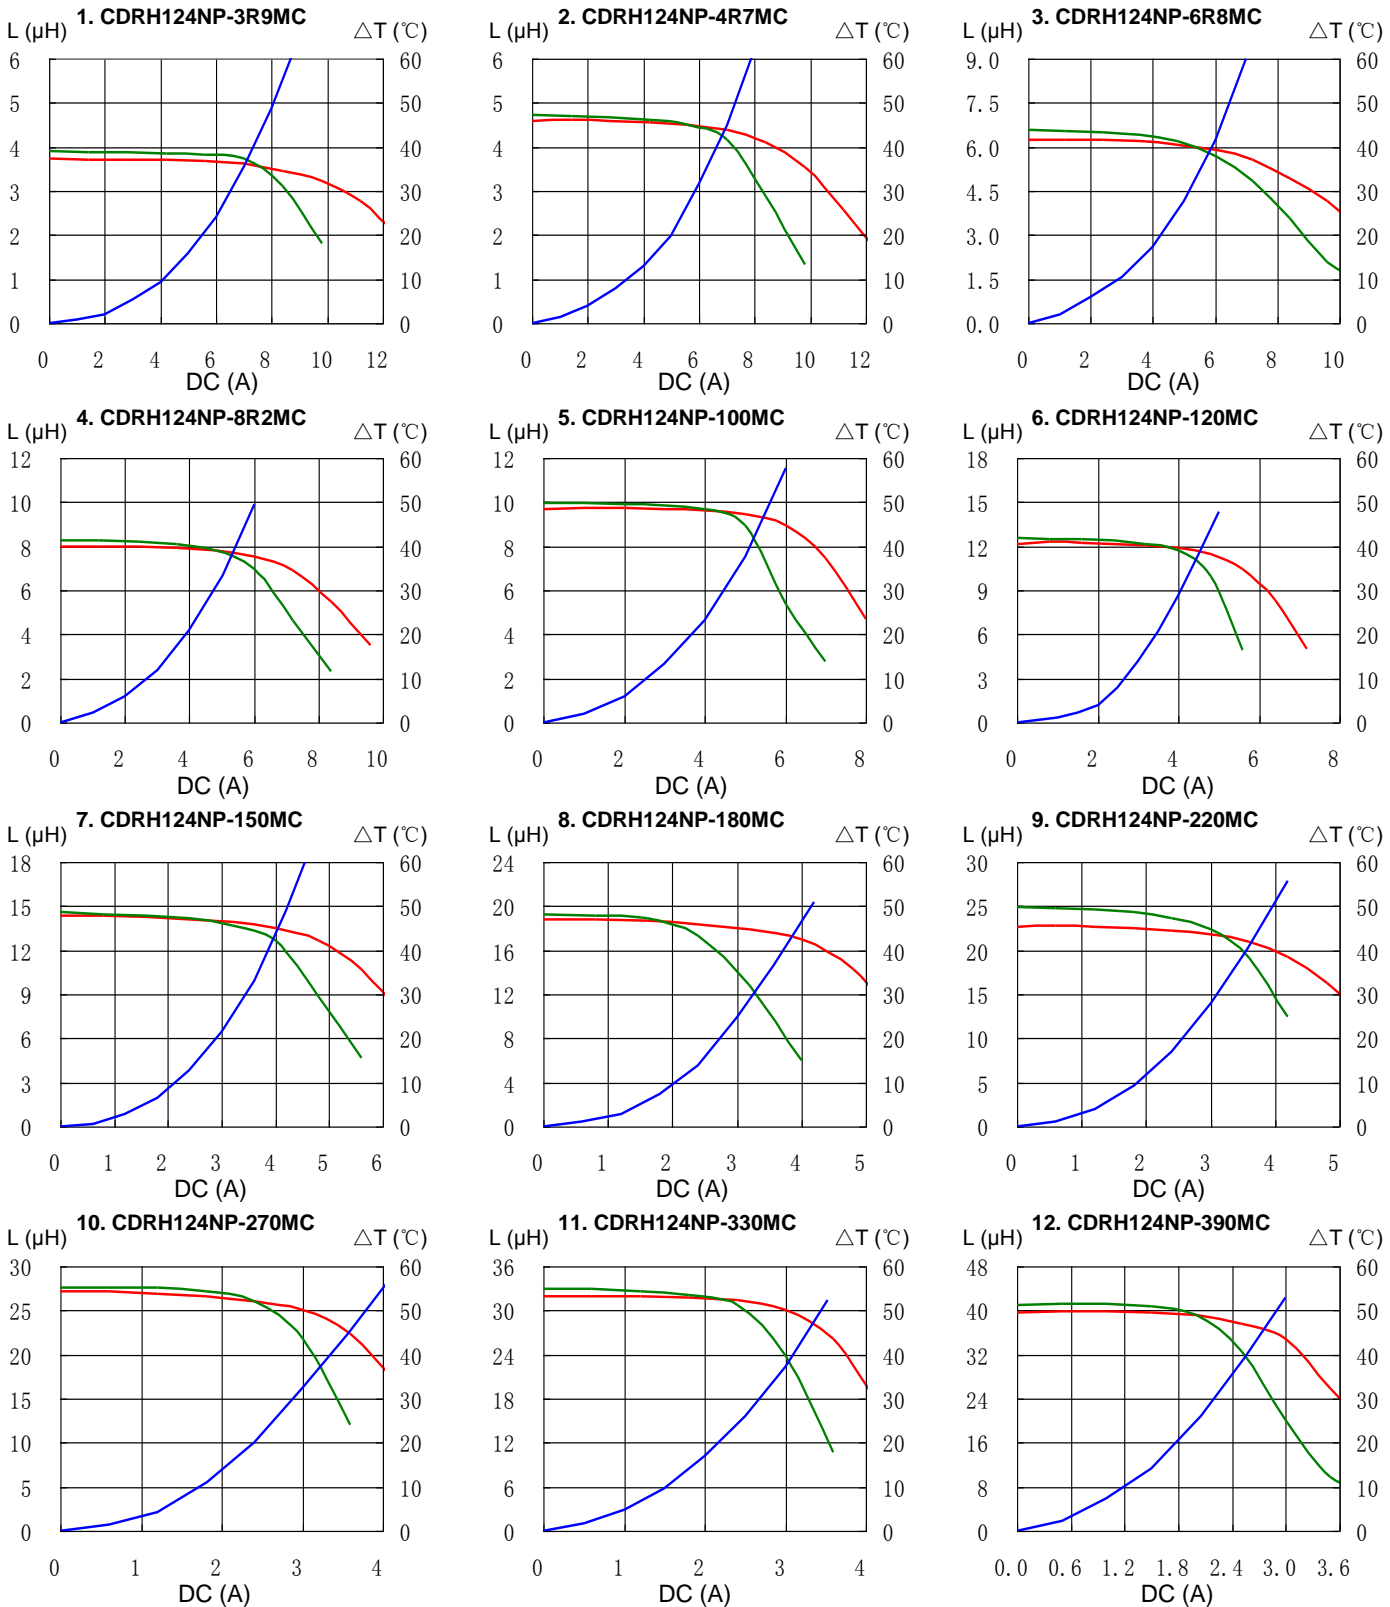 1. CDRH124NP-3R9MC
L (µH) △T (℃)
6 60
5 50
4 40
3 30
2 20
1 10
0 0
0 2 4 6 8 10 12
DC (A)
2. CDRH124NP-4R7MC
L (µH) △T (℃)
6 60
5 50
4 40
3 30
2 20
1 10
0 0
0 2 4 6 8 10 12
DC (A)
3. CDRH124NP-6R8MC
L (µH) △T (℃)
9.0 60
7.5 50
6.0 40
4.5 30
3.0 20
1.5 10
0.0 0
0 2 4 6 8 10
DC (A)
4. CDRH124NP-8R2MC
L (µH) △T (℃)
12 60
10 50
8 40
6 30
4 20
2 10
0 0
0 2 4 6 8 10
DC (A)
5. CDRH124NP-100MC
L (µH) △T (℃)
12 60
10 50
8 40
6 30
4 20
2 10
0 0
0 2 4 6 8
DC (A)
6. CDRH124NP-120MC
L (µH) △T (℃)
18 60
15 50
12 40
9 30
6 20
3 10
0 0
0 2 4 6 8
DC (A)
7. CDRH124NP-150MC
L (µH) △T (℃)
18 60
15 50
12 40
9 30
6 20
3 10
0 0
0 1 2 3 4 5 6
DC (A)
8. CDRH124NP-180MC
L (µH) △T (℃)
24 60
20 50
16 40
12 30
8 20
4 10
0 0
0 1 2 3 4 5
DC (A)
9. CDRH124NP-220MC
L (µH) △T (℃)
30 60
25 50
20 40
15 30
10 20
5 10
0 0
0 1 2 3 4 5
DC (A)
10. CDRH124NP-270MC
L (µH) △T (℃)
30 60
25 50
20 40
15 30
10 20
5 10
0 0
0 1 2 3 4
DC (A)
11. CDRH124NP-330MC
L (µH) △T (℃)
36 60
30 50
24 40
18 30
12 20
6 10
0 0
0 1 2 3 4
DC (A)
12. CDRH124NP-390MC
L (µH) △T (℃)
48 60
40 50
32 40
24 30
16 20
8 10
0 0
0.0 0.6 1.2 1.8 2.4 3.0 3.6
DC (A)